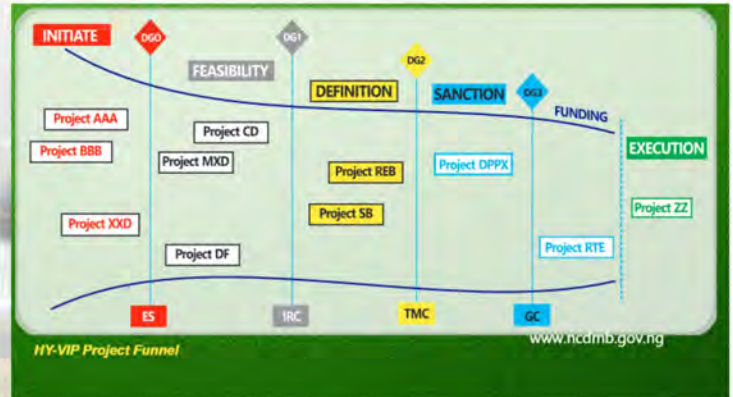 INITIATE
DG0
DG1
DG2
FEASIBILITY
DEFINITION
SANCTION
DG3
FUNDING
Project AAA
Project CD
EXECUTION
Project BBB
Project MXD
Project DPPX
Project REB
Project ZZ
Project SB
Project XXD
Project RTE
Project DF
ES
IRC
TMC
GC
www.ncdmb.gov.ng
HY-VIP Project Funnel